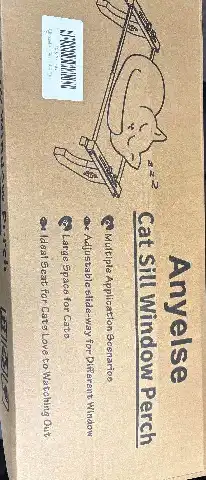 Anyelse
Cat Sill Window Perch
Multiple Application Scenarios
Adjustable slide-way for Different Window
Large Space for Cats
Ideal Seat for Cats Love to Watching Out
zzz